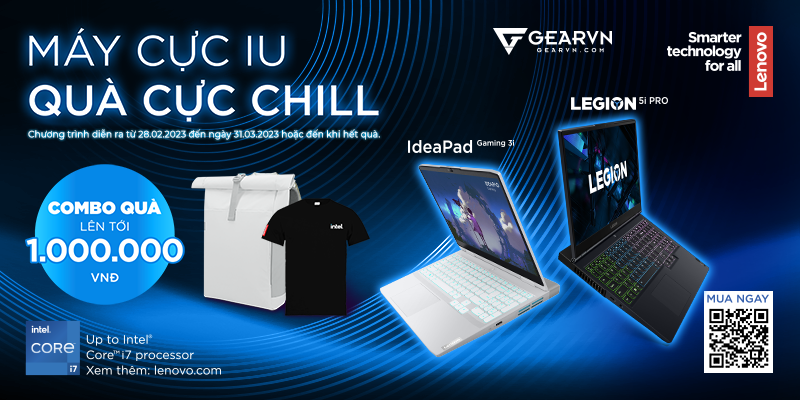 MÁY CỰC IU
QUÀ CỰC CHILL
Chương trình diễn ra từ 28.02.2023 đến ngày 31.03.2023 hoặc đến khi hết quà.
GEARVN
GEARVN.COM
Smarter
technology
for all
Lenovo
LEGION 5i PRO
IdeaPad Gaming 3i
LEGION
COMBO QUÀ
LÊN TỚI
1.000.000
VNĐ
intel.
MUA NGAY
intel.
CORE
i7
Up to Intel®
Core™ i7 processor
Xem thêm: lenovo.com